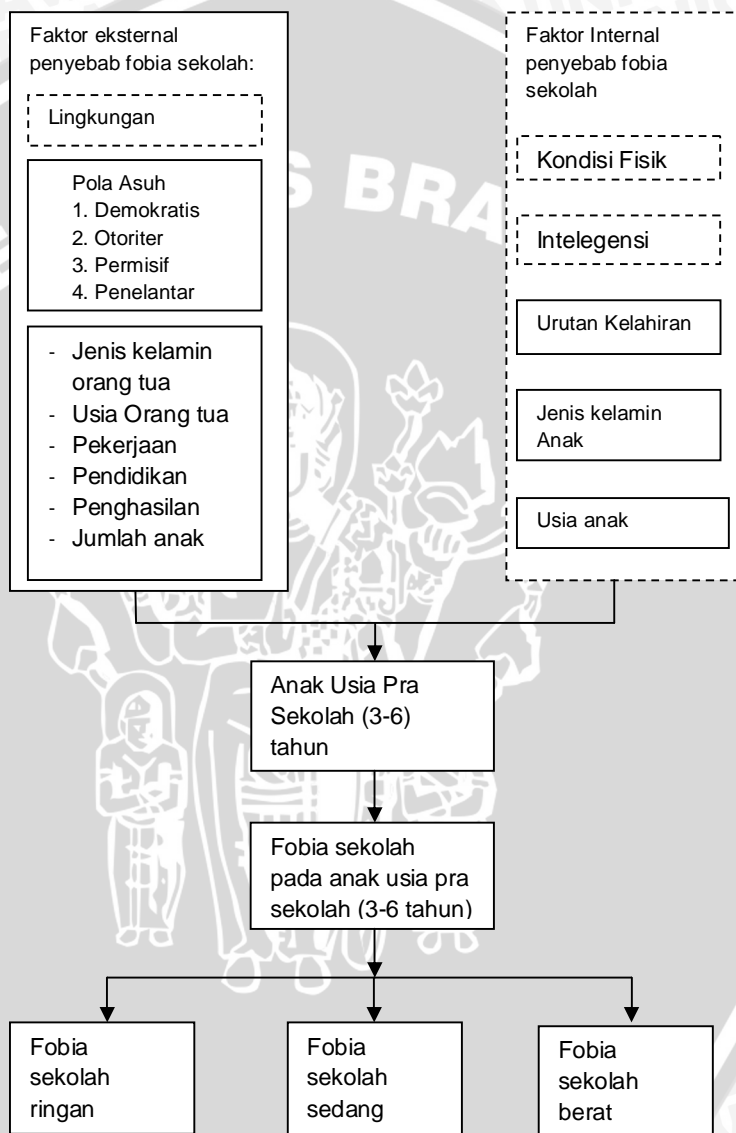 Faktor eksternal
penyebab fobia sekolah:
Lingkungan
Pola Asuh
1. Demokratis
2. Otoriter
3. Permisif
4. Penelantar
- Jenis kelamin
orang tua
- Usia Orang tua
- Pekerjaan
- Pendidikan
- Penghasilan
- Jumlah anak
Faktor Internal
penyebab fobia
sekolah
Kondisi Fisik
Intelegensi
Urutan Kelahiran
Jenis kelamin
Anak
Usia anak
Anak Usia Pra
Sekolah (3-6)
tahun
Fobia sekolah
pada anak usia pra
sekolah (3-6 tahun)
Fobia
sekolah
ringan
Fobia
sekolah
sedang
Fobia
sekolah
berat